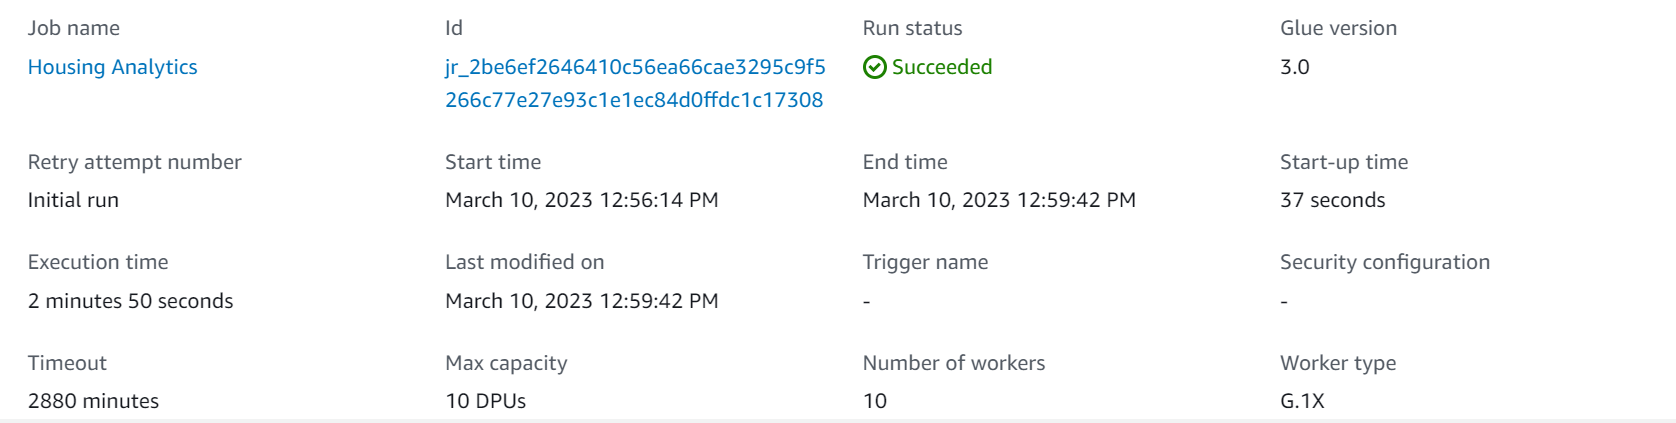 Job name
Id
Run status
Glue version
Housing Analytics
jr_2be6ef2646410c56ea66cae3295c9f5
266c77e27e93c1e1ec84d0ffdc1c17308
Succeeded
3.0
Retry attempt number
Start time
End time
Start-up time
Initial run
March 10, 2023 12:56:14 PM
March 10, 2023 12:59:42 PM
37 seconds
Execution time
Last modified on
Trigger name
Security configuration
2 minutes 50 seconds
March 10, 2023 12:59:42 PM
-
-
Timeout
Max capacity
Number of workers
Worker type
2880 minutes
10 DPUs
10
G.1X